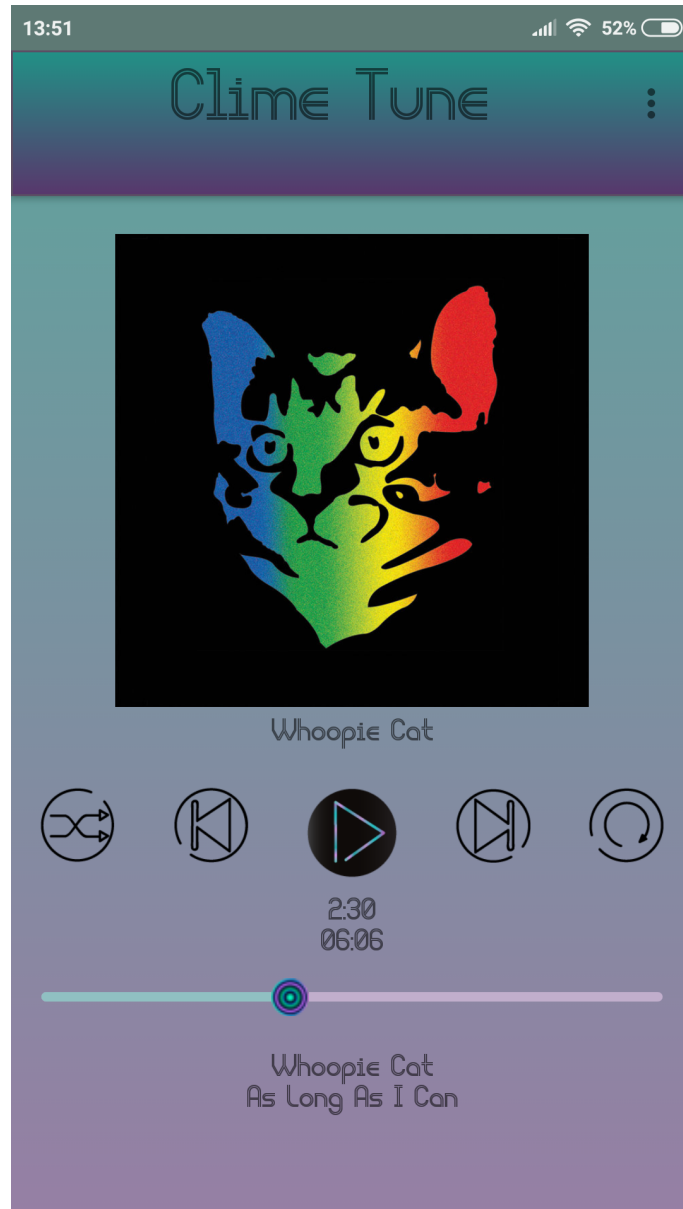 13:51
52%
Clime Tune
Whoopie Cat
2:30
06:06
Whoopie Cat
As Long As I Can